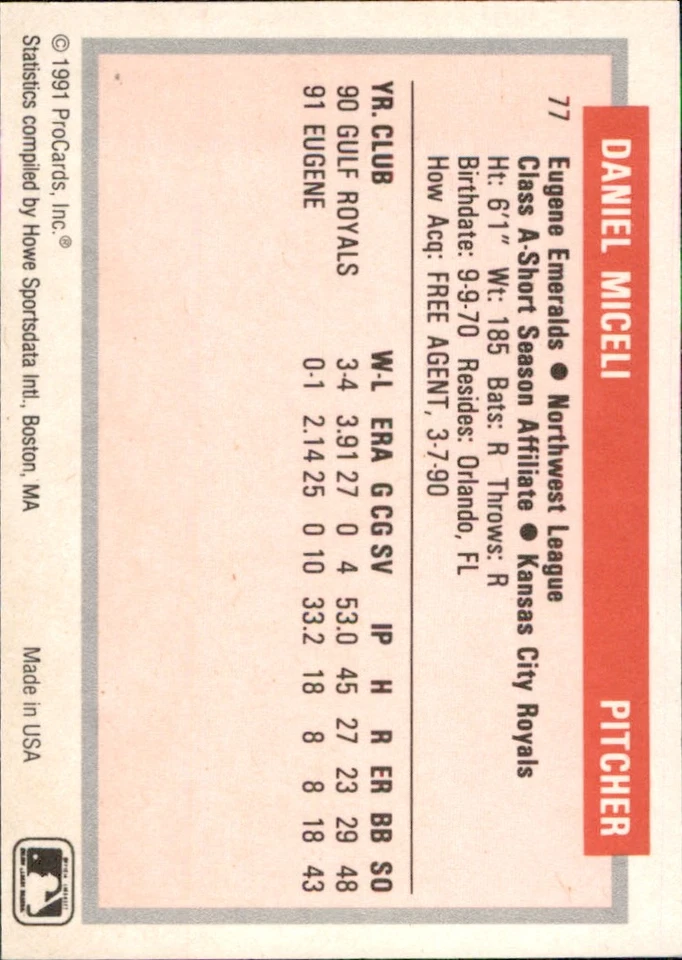 DANIEL MICELI PITCHER
77 Eugene Emeralds ● Northwest League
Class A-Short Season Affiliate ● Kansas City Royals
Ht: 6'1" Wt: 185 Bats: R Throws: R
Birthdate: 9-9-70 Resides: Orlando, FL
How Acq: FREE AGENT, 3-7-90
YR. CLUB W-L ERA G CG SV IP H R ER BB SO
90 GULF ROYALS 3-4 3.91 27 0 4 53.0 45 27 23 29 48
91 EUGENE 0-1 2.14 25 0 10 33.2 18 8 8 18 43
© 1991 ProCards, Inc.®
Statistics compiled by Howe Sportsdata Intl., Boston, MA Made in USA